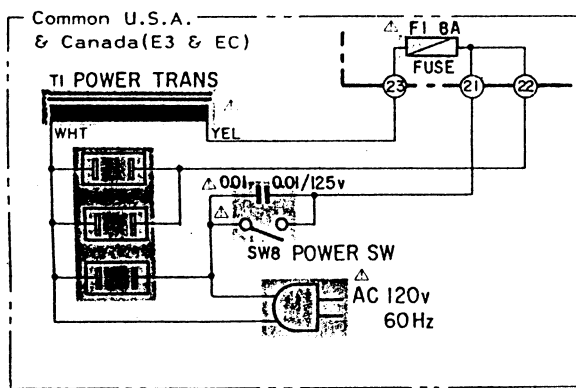 Common U.S.A.
& Canada(E3 & EC)
F1 8A
FUSE
T1 POWER TRANS
23
21
22
WHT
YEL
0.01 0.01/125v
SW8 POWER SW
AC 120v
60Hz